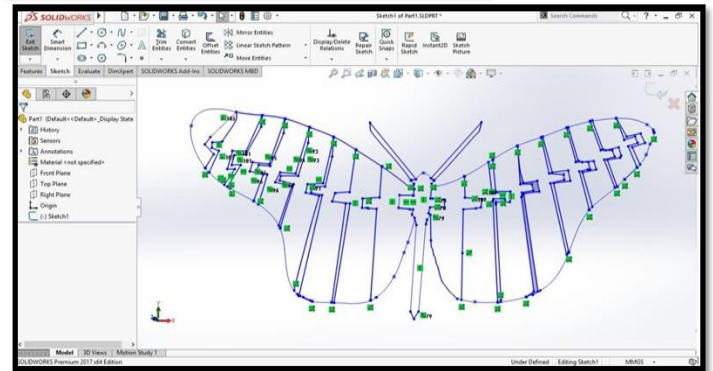 SOLIDWORKS
Sketch1 of Part1.SLDPRT *
Search Commands
Exit Sketch
Smart Dimension
Trim Entities
Convert Entities
Offset Entities
Mirror Entities
Linear Sketch Pattern
Move Entities
Display/Delete Relations
Repair Sketch
Quick Snaps
Rapid Sketch
Instant2D
Sketch Picture
Features Sketch Evaluate DimXpert SOLIDWORKS Add-Ins SOLIDWORKS MBD
Part1 (Default<<Default>_Display State
History
Sensors
Annotations
Material <not specified>
Front Plane
Top Plane
Right Plane
Origin
(-) Sketch1
Model 3D Views Motion Study 1
SOLIDWORKS Premium 2017 x64 Edition
Under Defined Editing Sketch1 MMGS